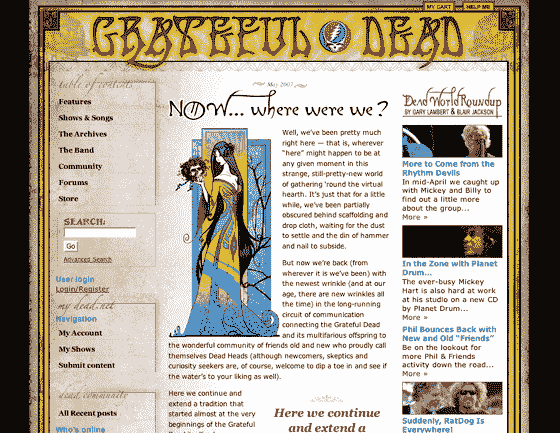 MY CART HELP ME
GRATEFUL DEAD
table of contents
Features
Shows & Songs
The Archives
The Band
Community
Forums
Store
SEARCH:
Go
Advanced Search
User login
Login/Register
my dead.net
Navigation
My Account
My Shows
Submit content
dead community
All Recent posts
Who's online
May 2007
NOW... where were we?
Well, we've been pretty much
right here — that is, wherever
"here" might happen to be at
any given moment in this
strange, still-pretty-new world
of gathering 'round the virtual
hearth. It's just that for a little
while, we've been partially
obscured behind scaffolding and
drop cloth, waiting for the dust
to settle and the din of hammer
and nail to subside.
But now we're back (from
wherever it is we've been) with
the newest wrinkle (and at our
age, there are new wrinkles all
the time) in the long-running
circuit of communication
connecting the Grateful Dead
and its multifarious offspring to
the wonderful community of friends old and new who proudly call
themselves Dead Heads (although newcomers, skeptics and
curiosity seekers are, of course, welcome to dip a toe in and see if
the water's to your liking as well).
Here we continue and
extend a tradition that
started almost at the very
beginnings of the Grateful
Here we continue
and extend a
Dead World Roundup
BY GARY LAMBERT & BLAIR JACKSON
More to Come from the
Rhythm Devils
In mid-April we caught up
with Mickey and Billy to
find out a little more
about the group...
More »
In the Zone with Planet
Drum...
The ever-busy Mickey
Hart is also hard at work
at his studio on a new CD
by Planet Drum...
More »
Phil Bounces Back with
New and Old "Friends"
Be on the lookout for
more Phil & Friends
activity down the road...
More »
Suddenly, RatDog Is
Everywhere!